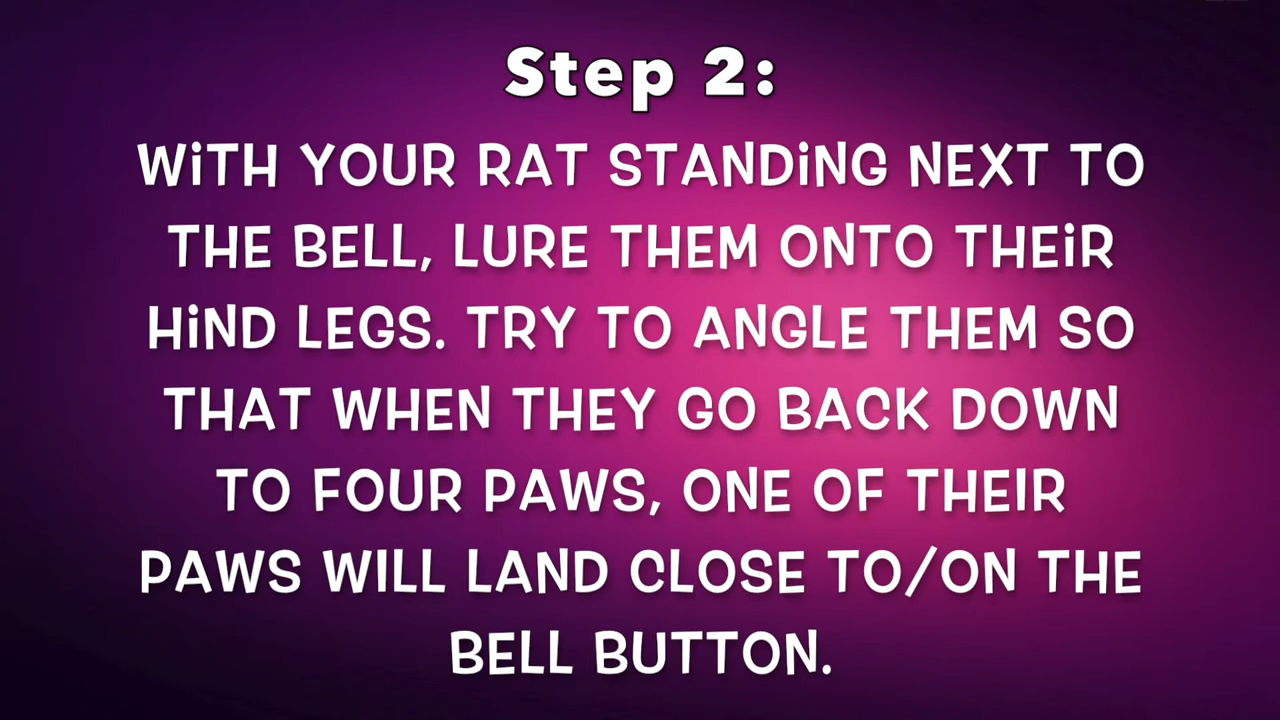 Step 2:
WiTH YOUR RAT STANDiNG NEXT TO
THE BELL, LURE THEM ONTO THEiR
HiND LEGS. TRY TO ANGLE THEM SO
THAT WHEN THEY GO BACK DOWN
TO FOUR PAWS, ONE OF THEIR
PAWS WILL LAND CLOSE TO/ON THE
BELL BUTTON.